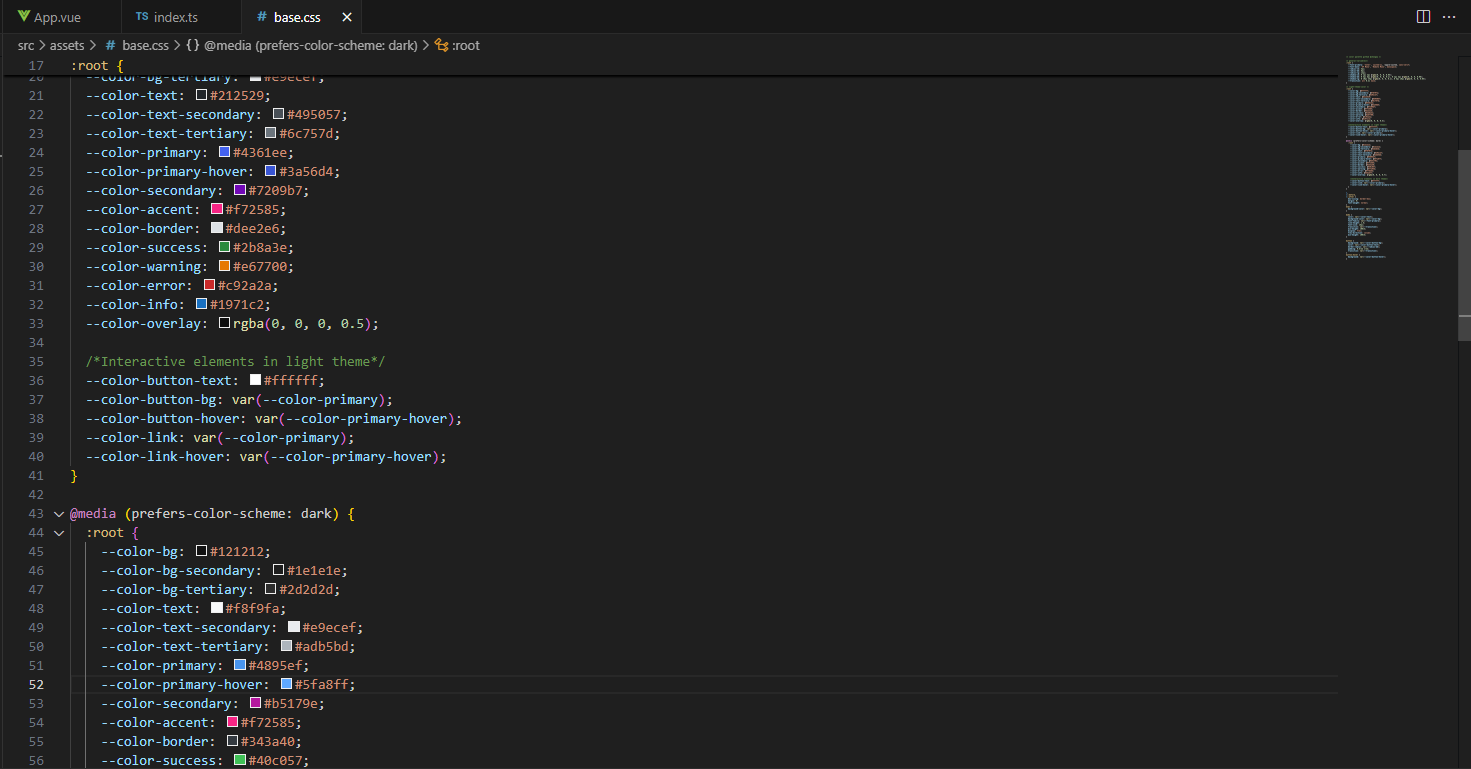 App.vue
TS index.ts
# base.css ×
src > assets > # base.css > {} @media (prefers-color-scheme: dark) > :root
17 :root {
20 --color-bg-tertiary: #e9ecef;
21 --color-text: #212529;
22 --color-text-secondary: #495057;
23 --color-text-tertiary: #6c757d;
24 --color-primary: #4361ee;
25 --color-primary-hover: #3a56d4;
26 --color-secondary: #7209b7;
27 --color-accent: #f72585;
28 --color-border: #dee2e6;
29 --color-success: #2b8a3e;
30 --color-warning: #e67700;
31 --color-error: #c92a2a;
32 --color-info: #1971c2;
33 --color-overlay: rgba(0, 0, 0, 0.5);
34
35 /*Interactive elements in light theme*/
36 --color-button-text: #ffffff;
37 --color-button-bg: var(--color-primary);
38 --color-button-hover: var(--color-primary-hover);
39 --color-link: var(--color-primary);
40 --color-link-hover: var(--color-primary-hover);
41 }
42
43 @media (prefers-color-scheme: dark) {
44 :root {
45 --color-bg: #121212;
46 --color-bg-secondary: #1e1e1e;
47 --color-bg-tertiary: #2d2d2d;
48 --color-text: #f8f9fa;
49 --color-text-secondary: #e9ecef;
50 --color-text-tertiary: #adb5bd;
51 --color-primary: #4895ef;
52 --color-primary-hover: #5fa8ff;
53 --color-secondary: #b5179e;
54 --color-accent: #f72585;
55 --color-border: #343a40;
56 --color-success: #40c057;